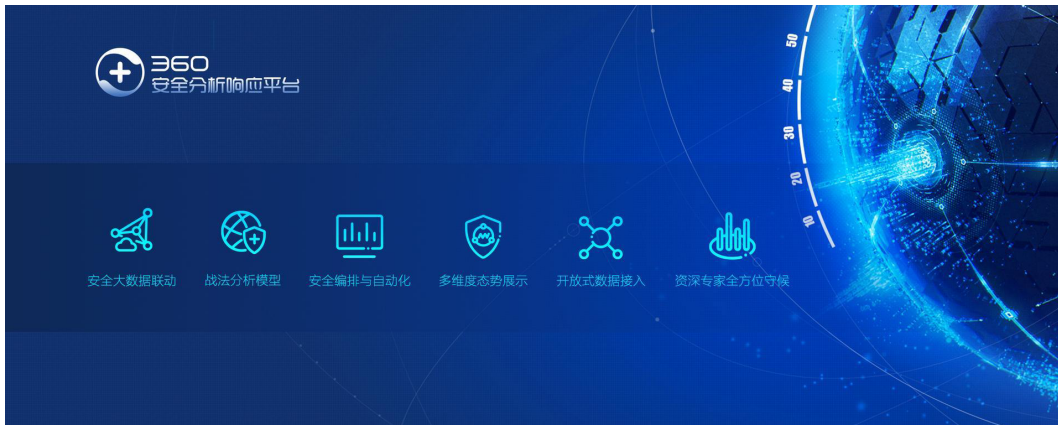 360
安全分析响应平台
50
40
30
20
10
安全大数据联动
战法分析模型
安全编排与自动化
多维度态势展示
开放式数据接入
资深专家全方位守候